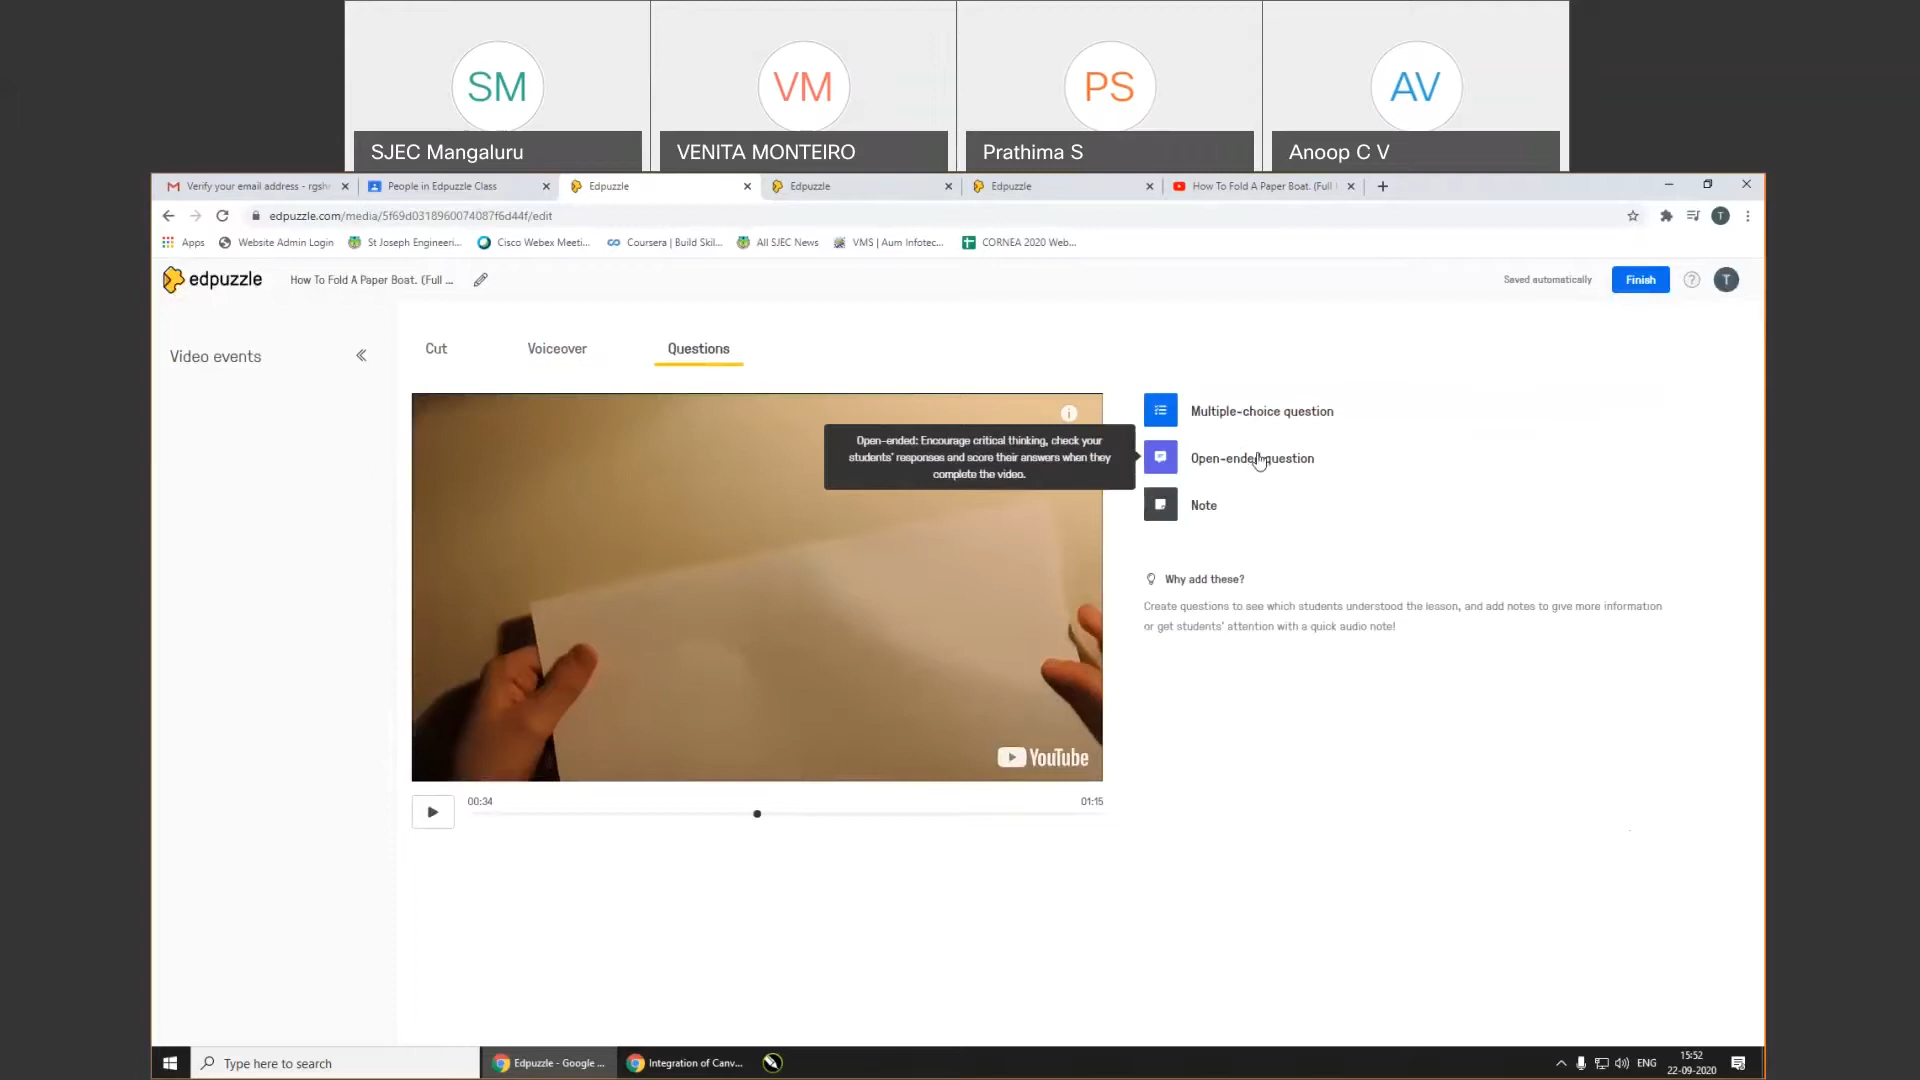 SM
VM
PS
AV
SJEC Mangaluru
VENITA MONTEIRO
Prathima S
Anoop C V
Verify your email address - rgshe
People in Edpuzzle Class
Edpuzzle
Edpuzzle
Edpuzzle
How To Fold A Paper Boat. (Full
edpuzzle.com/media/5f69d0318960074087f6d44f/edit
T
Apps
Website Admin Login
St Joseph Engineeri...
Cisco Webex Meeti...
Coursera | Build Skil...
All SJEC News
VMS | Aum Infotec...
CORNEA 2020 Web...
edpuzzle
How To Fold A Paper Boat. (Full ...
Saved automatically
Finish
?
T
Video events
Cut
Voiceover
Questions
Multiple-choice question
Open-ended: Encourage critical thinking, check your
students' responses and score their answers when they
complete the video.
Open-ended question
Note
Why add these?
Create questions to see which students understood the lesson, and add notes to give more information
or get students' attention with a quick audio note!
YouTube
00:34
01:15
Type here to search
Edpuzzle - Google ...
Integration of Canv...
ENG
15:52
22-09-2020